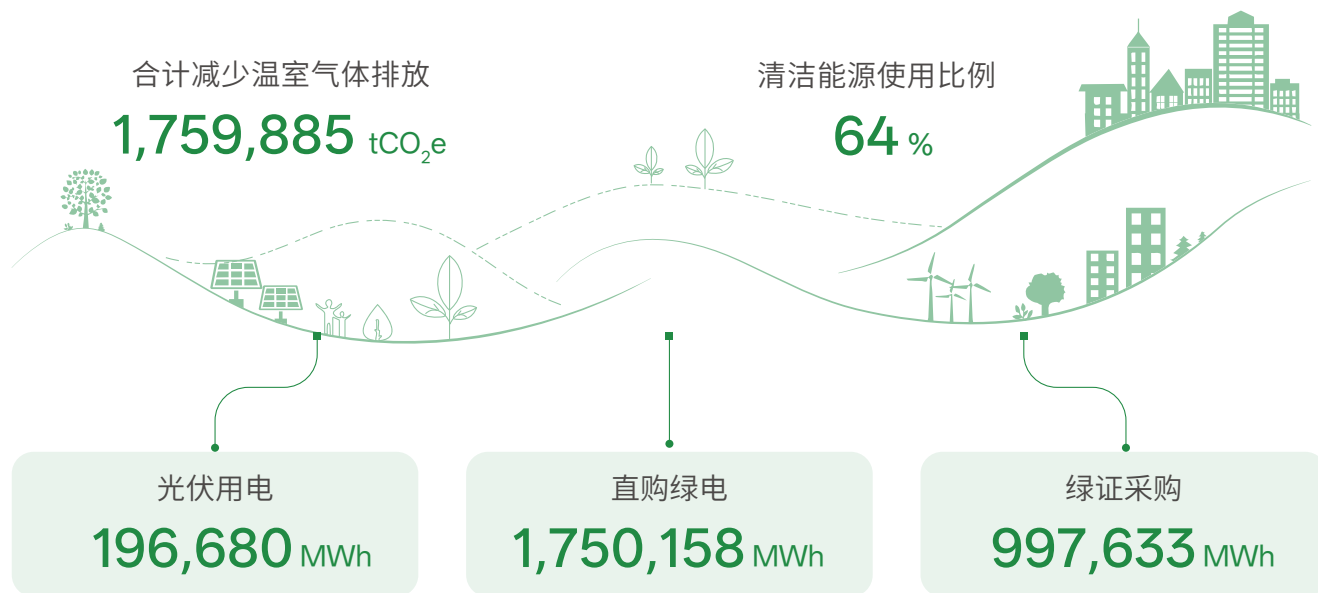 合计减少温室气体排放
1,759,885 tCO₂e
清洁能源使用比例
64 %
光伏用电
196,680 MWh
直购绿电
1,750,158 MWh
绿证采购
997,633 MWh